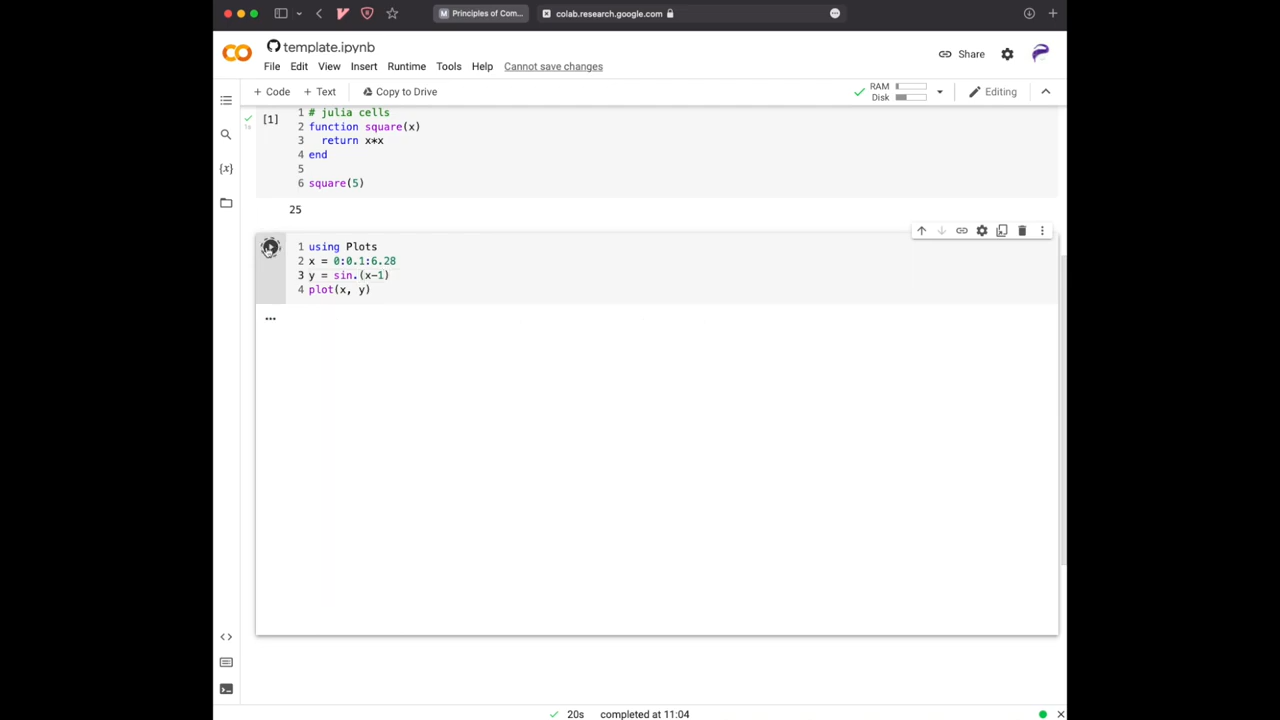 Principles of Com...
colab.research.google.com
template.ipynb
Share
File Edit View Insert Runtime Tools Help Cannot save changes
+ Code + Text Copy to Drive
RAM
Disk
Editing
[1]
1s
1 # julia cells
2 function square(x)
3 return x*x
4 end
5
6 square(5)
25
1 using Plots
2 x = 0:0.1:6.28
3 y = sin.(x-1)
4 plot(x, y)
20s completed at 11:04